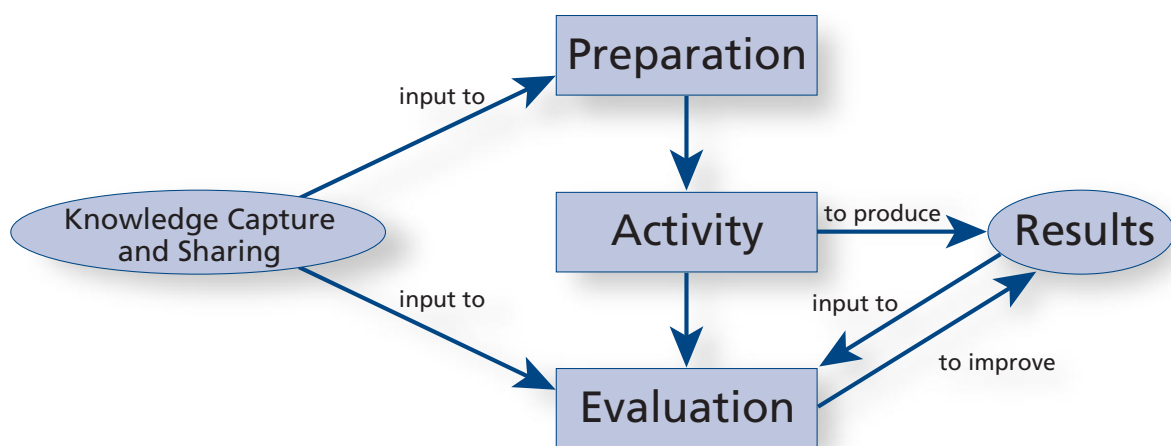 Preparation
input to
Knowledge Capture
and Sharing
Activity
to produce
Results
input to
input to
to improve
Evaluation